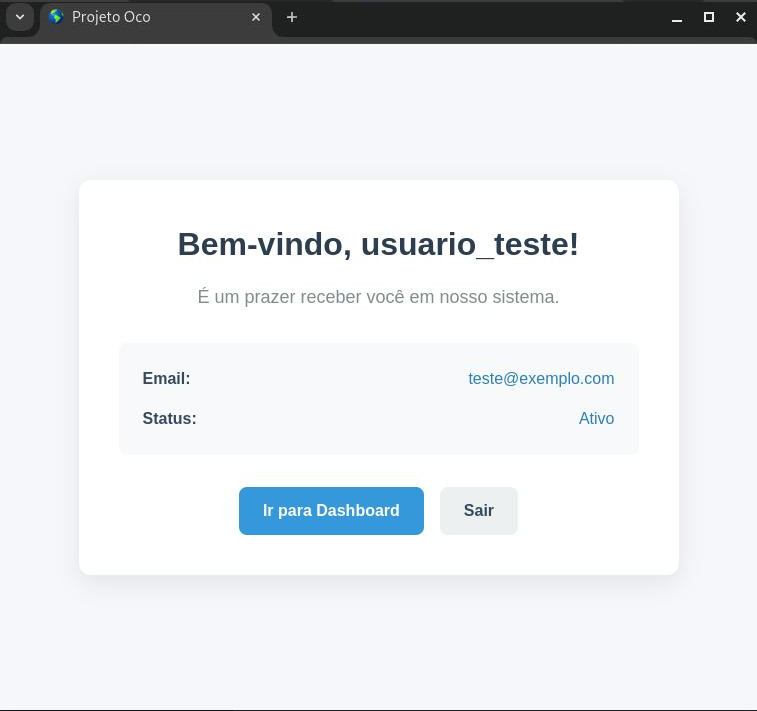 Projeto Oco
Bem-vindo, usuario_teste!
É um prazer receber você em nosso sistema.
Email: teste@exemplo.com
Status: Ativo
Ir para Dashboard Sair